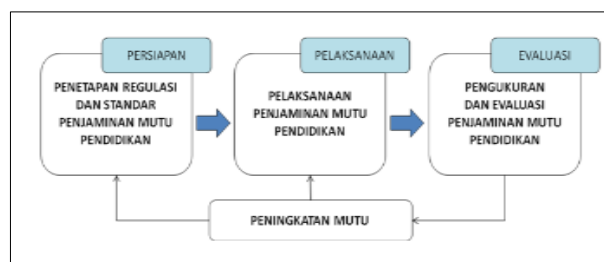 PERSIAPAN
PENETAPAN REGULASI
DAN STANDAR
PENJAMINAN MUTU
PENDIDIKAN
PELAKSANAAN
PELAKSANAAN
PENJAMINAN MUTU
PENDIDIKAN
EVALUASI
PENGUKURAN
DAN EVALUASI
PENJAMINAN MUTU
PENDIDIKAN
PENINGKATAN MUTU